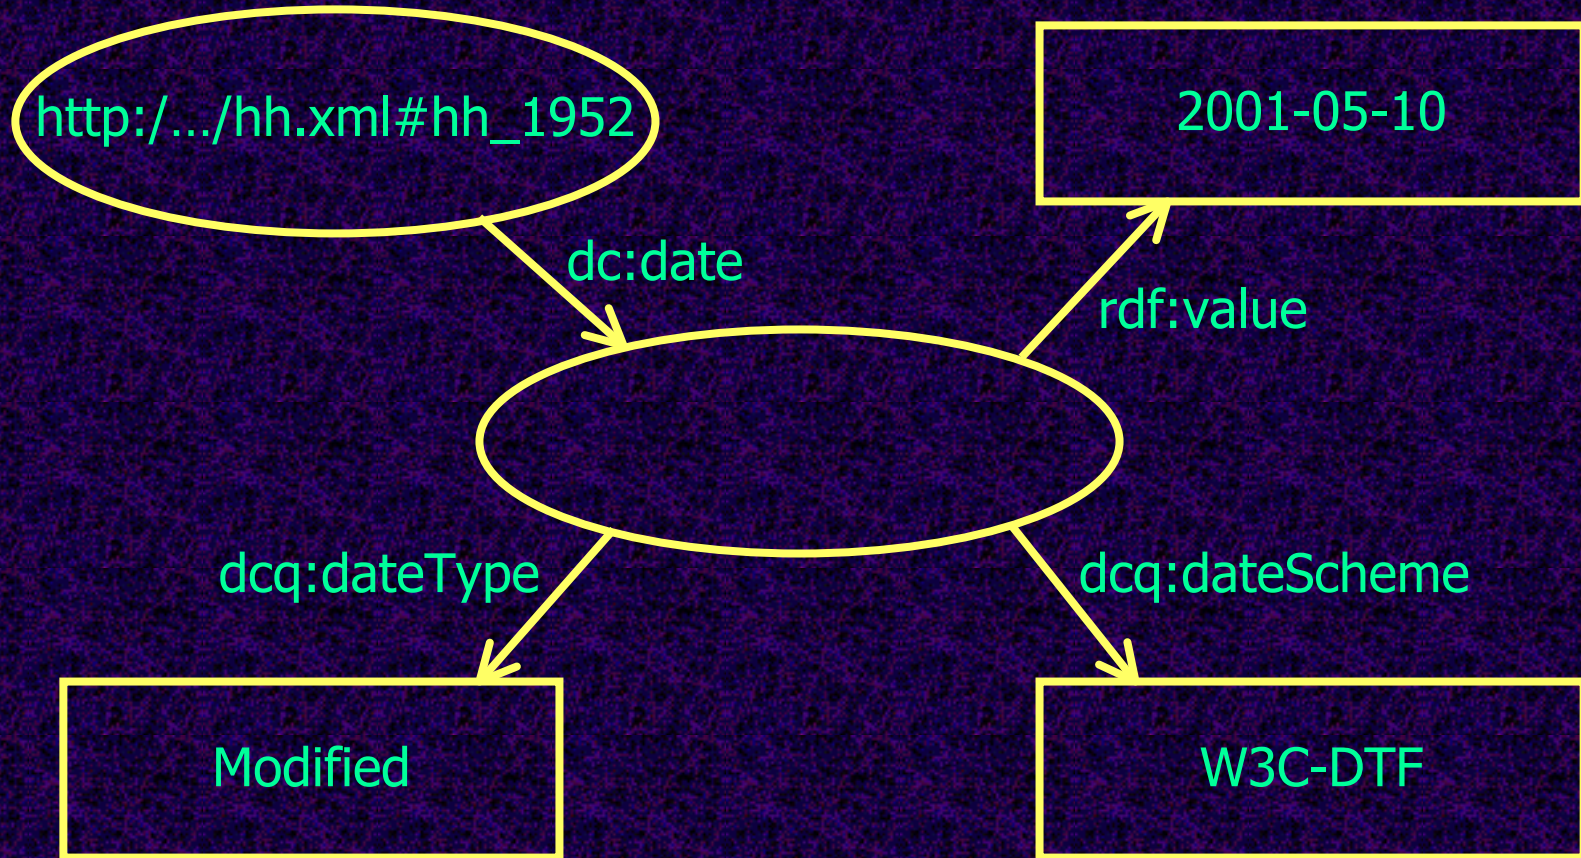 http:/…/hh.xml#hh_1952
2001-05-10
dc:date
rdf:value
dcq:dateType
dcq:dateScheme
Modified
W3C-DTF